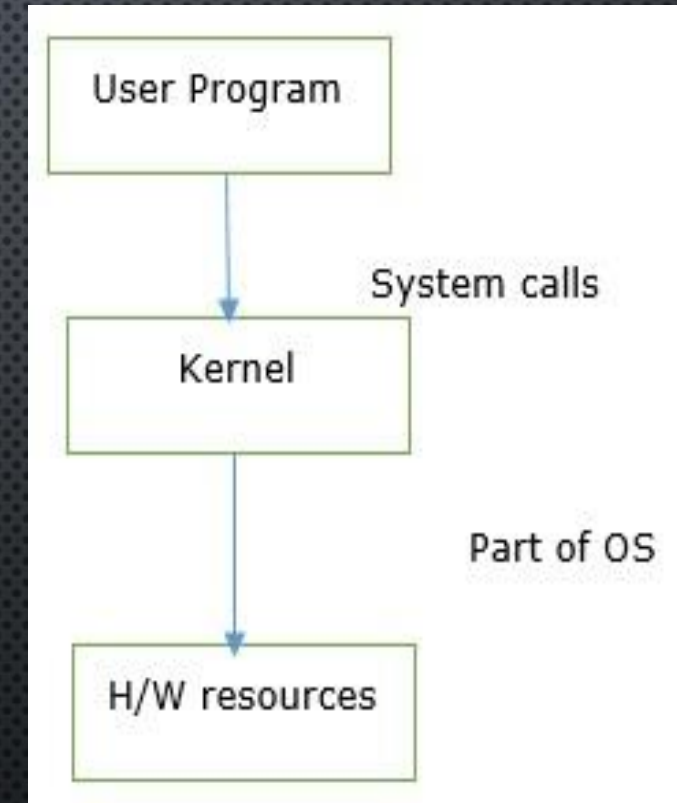 User Program
System calls
Kernel
Part of OS
H/W resources